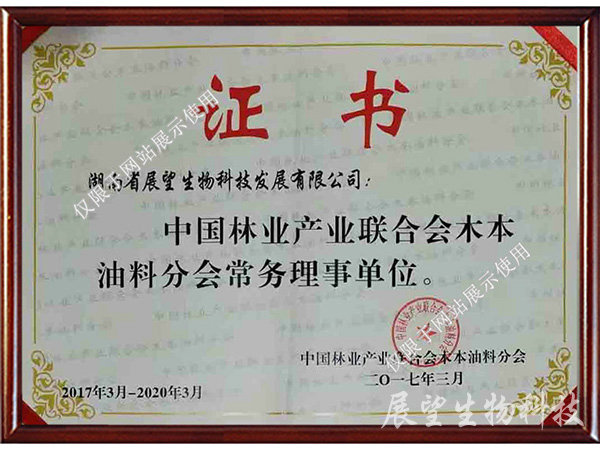 证 书
湖南省展望生物科技发展有限公司：
中国林业产业联合会木本
油料分会常务理事单位。
中国林业产业联合会木本油料分会
二〇一七年三月
2017年3月-2020年3月
仅限于网站展示使用
仅限于网站展示使用
展望生物科技